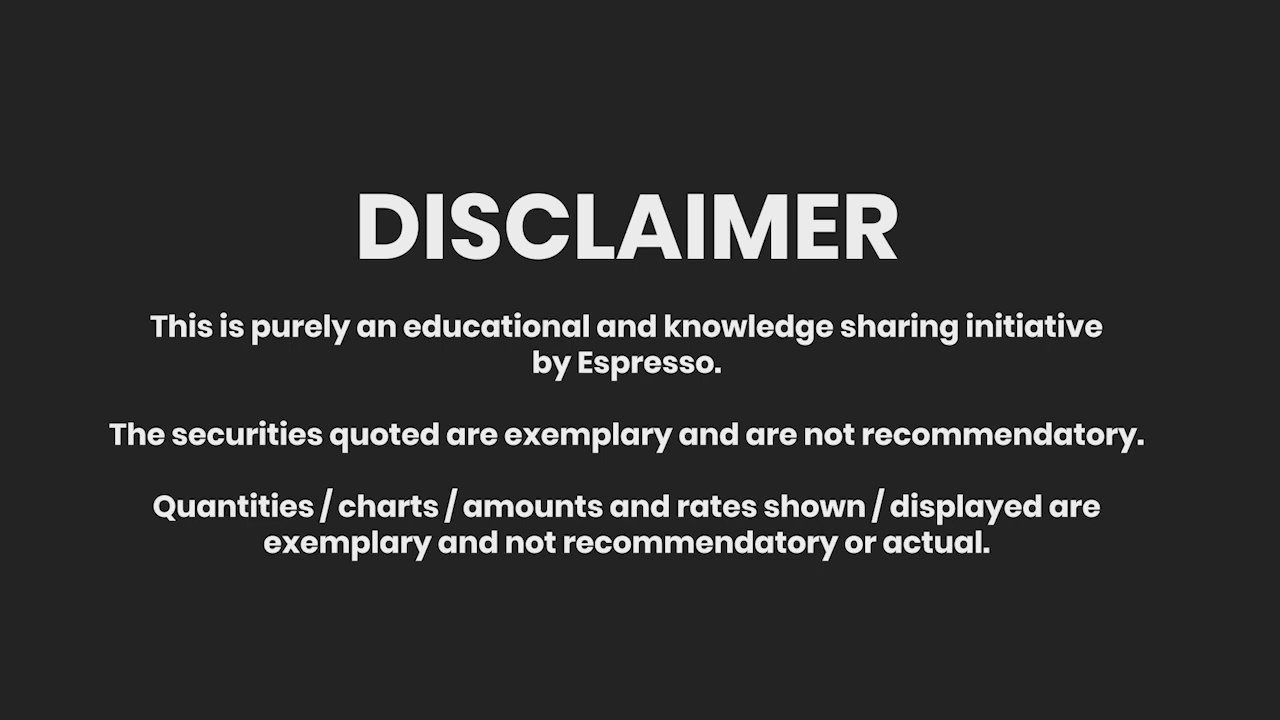 DISCLAIMER
This is purely an educational and knowledge sharing initiative
by Espresso.
The securities quoted are exemplary and are not recommendatory.
Quantities / charts / amounts and rates shown / displayed are
exemplary and not recommendatory or actual.